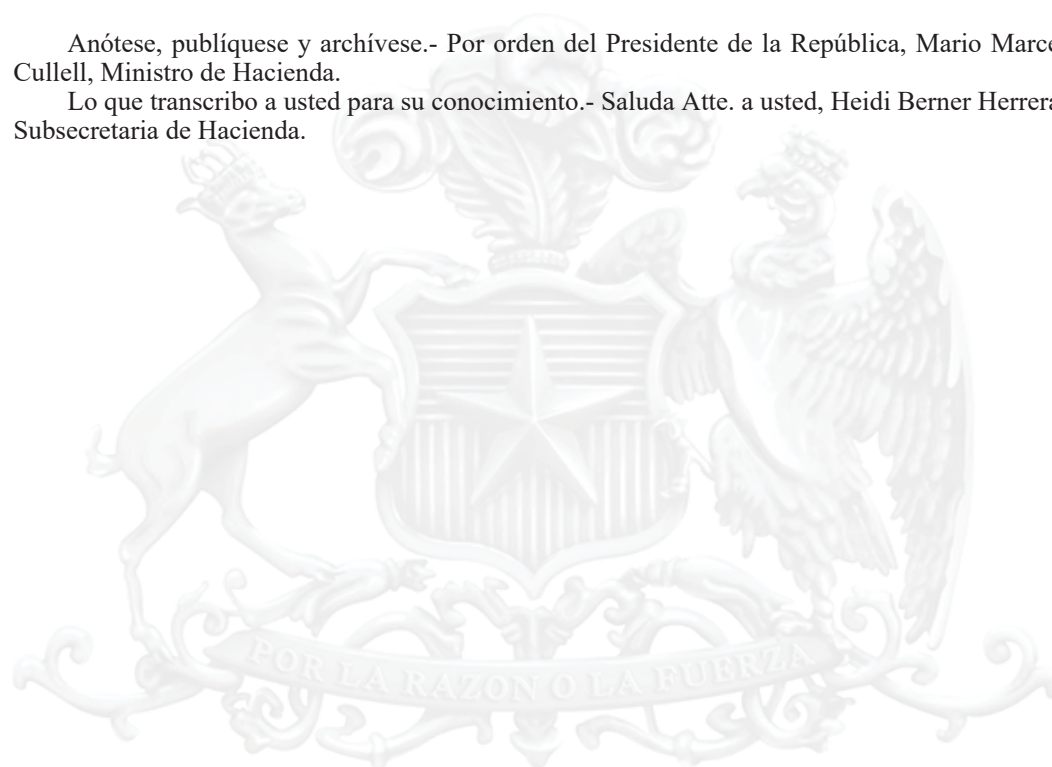 Anótese, publíquese y archívese.- Por orden del Presidente de la República, Mario Marce
Cullell, Ministro de Hacienda.
Lo que transcribo a usted para su conocimiento.- Saluda Atte. a usted, Heidi Berner Herrera
Subsecretaria de Hacienda.
POR LA RAZON O LA FUERZA